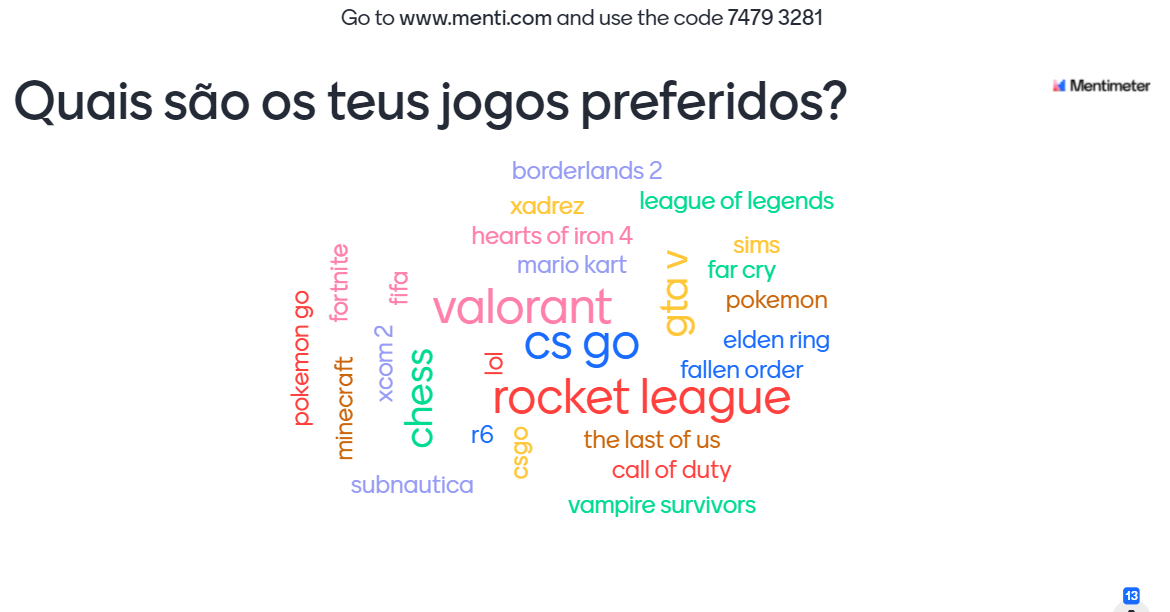 Go to www.menti.com and use the code 7479 3281
Quais são os teus jogos preferidos?
Mentimeter
borderlands 2
league of legends
xadrez
hearts of iron 4
sims
mario kart
far cry
fortnite
fifa
gta v
pokemon
pokemon go
valorant
xcom 2
cs go
elden ring
minecraft
chess
lol
fallen order
rocket league
r6
csgo
the last of us
call of duty
subnautica
vampire survivors
13